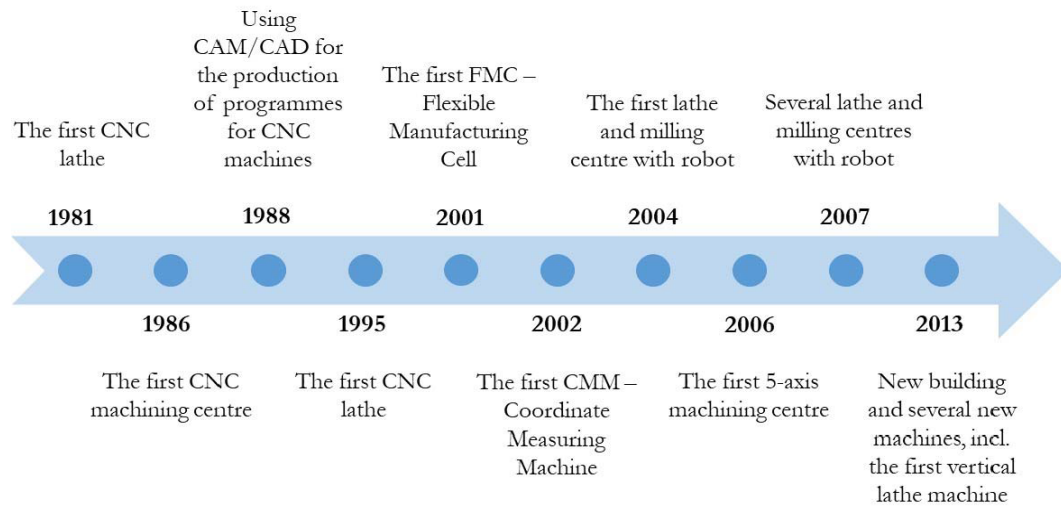 The first CNC
lathe
1981
1986
The first CNC
machining centre
Using
CAM/CAD for
the production
of programmes
for CNC
machines
1988
1995
The first CNC
lathe
The first FMC –
Flexible
Manufacturing
Cell
2001
2002
The first CMM –
Coordinate
Measuring
Machine
The first lathe
and milling
centre with robot
2004
2006
The first 5-axis
machining centre
Several lathe and
milling centres
with robot
2007
2013
New building
and several new
machines, incl.
the first vertical
lathe machine